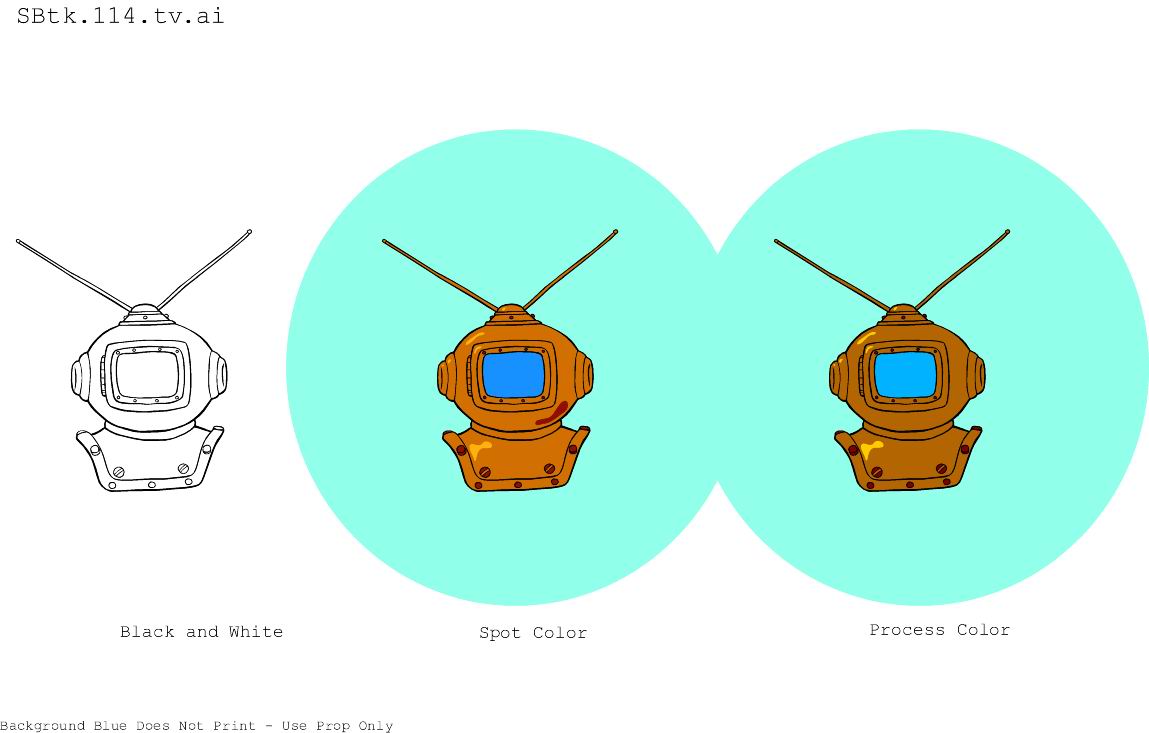 SBtk.114.tv.ai
Black and White
Spot Color
Process Color
Background Blue Does Not Print - Use Prop Only